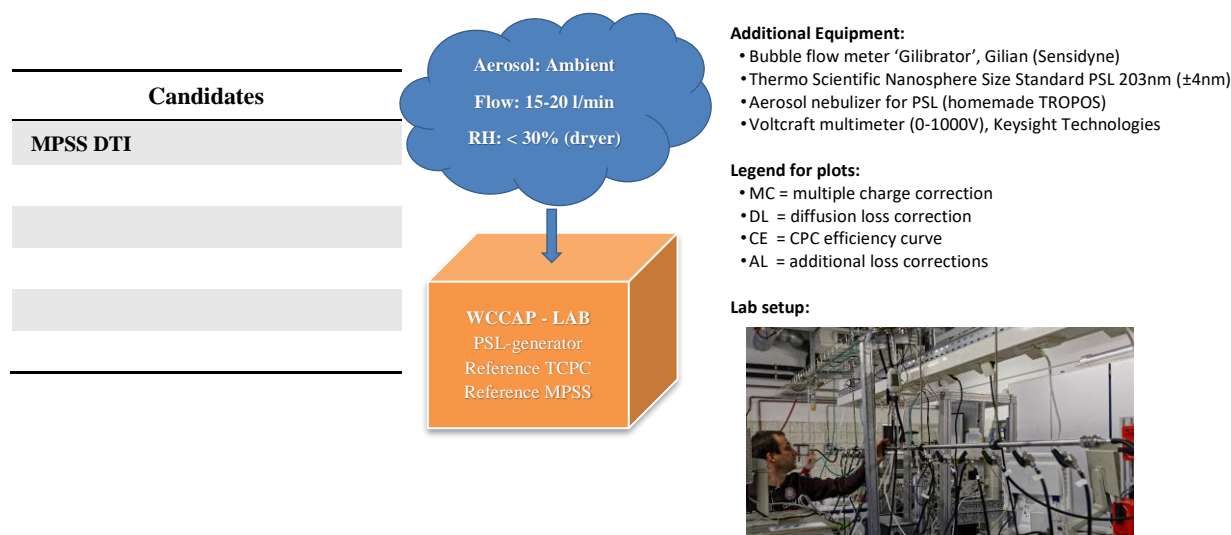 Candidates
MPSS DTI
Aerosol: Ambient
Flow: 15-20 l/min
RH: < 30% (dryer)
WCCAP - LAB
PSL-generator
Reference TCPC
Reference MPSS
Additional Equipment:
• Bubble flow meter ‘Gilibrator’, Gilian (Sensidyne)
• Thermo Scientific Nanosphere Size Standard PSL 203nm (±4nm)
• Aerosol nebulizer for PSL (homemade TROPOS)
• Voltcraft multimeter (0-1000V), Keysight Technologies
Legend for plots:
• MC = multiple charge correction
• DL = diffusion loss correction
• CE = CPC efficiency curve
• AL = additional loss corrections
Lab setup: